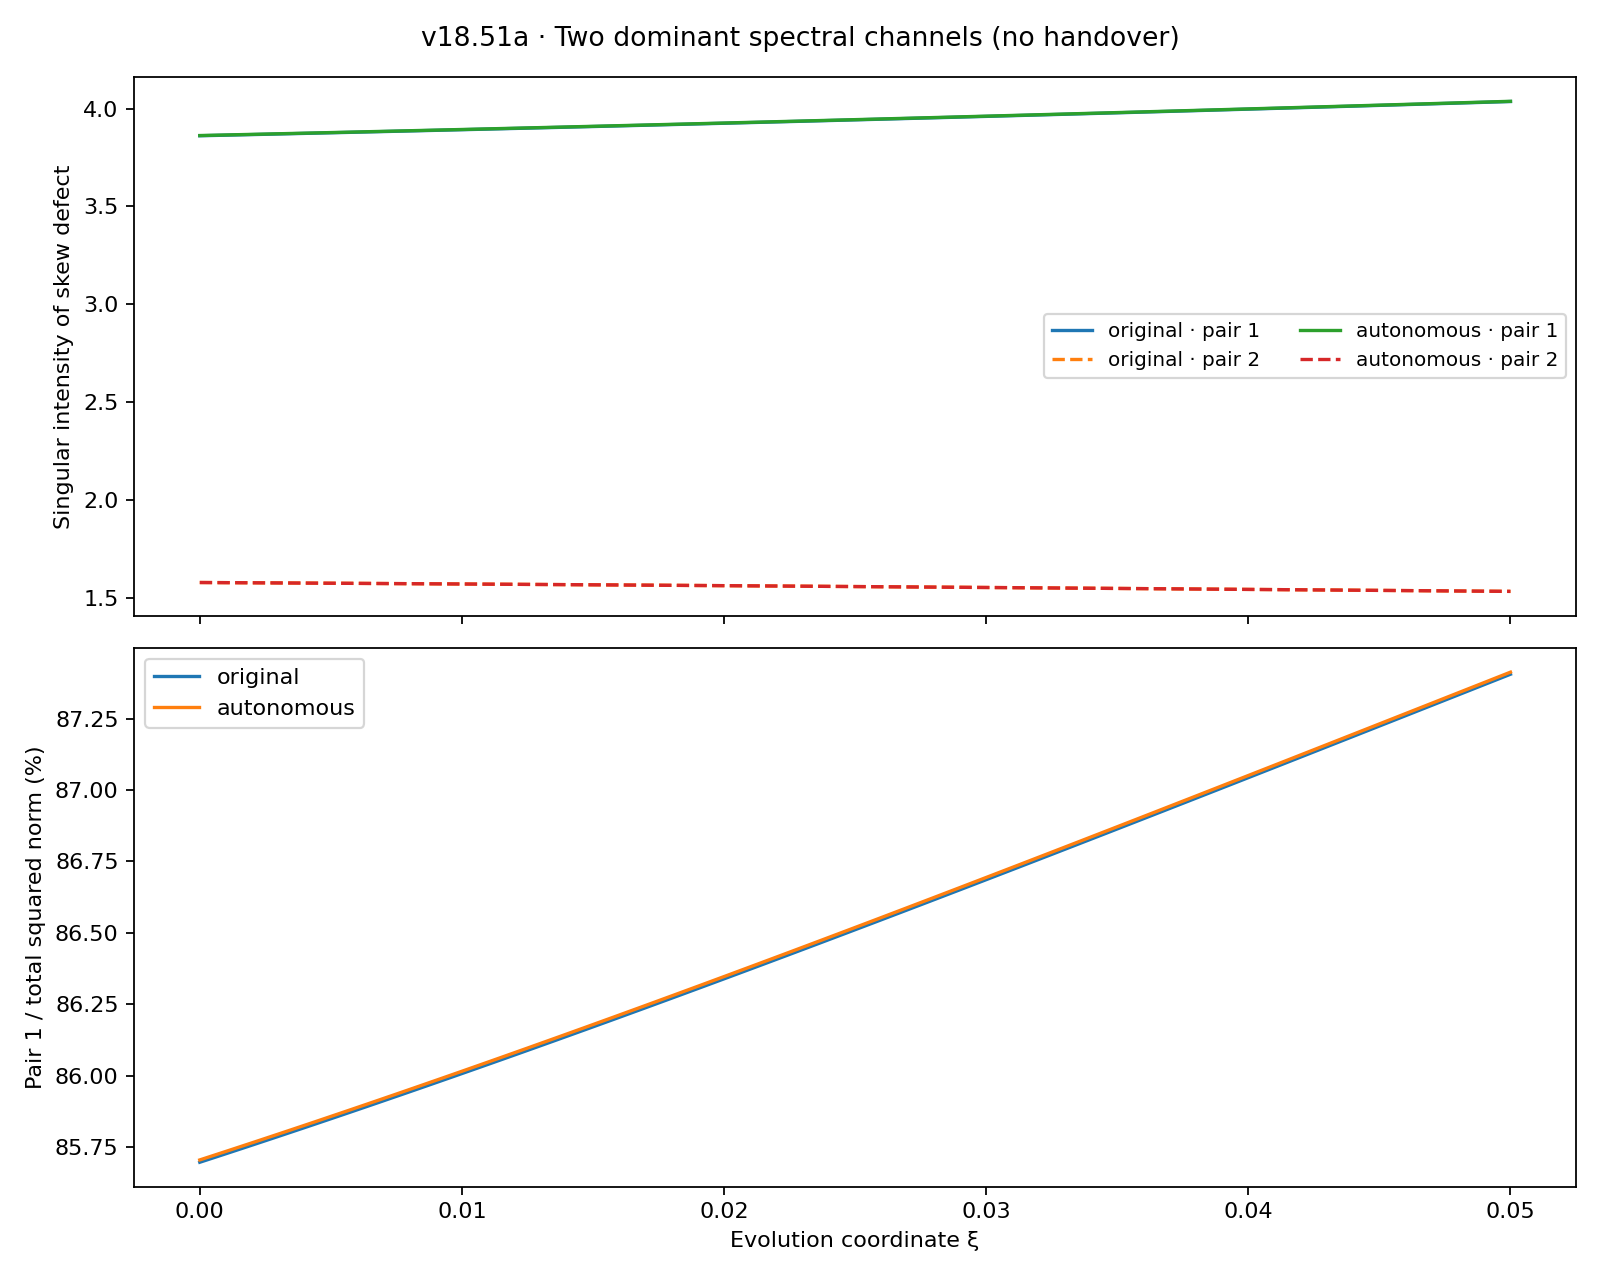 v18.51a · Two dominant spectral channels (no handover)
4.0
3.5
3.0
2.5
2.0
1.5
Singular intensity of skew defect
original · pair 1
original · pair 2
autonomous · pair 1
autonomous · pair 2
original
autonomous
87.25
87.00
86.75
86.50
86.25
86.00
85.75
Pair 1 / total squared norm (%)
0.00 0.01 0.02 0.03 0.04 0.05
Evolution coordinate ξ